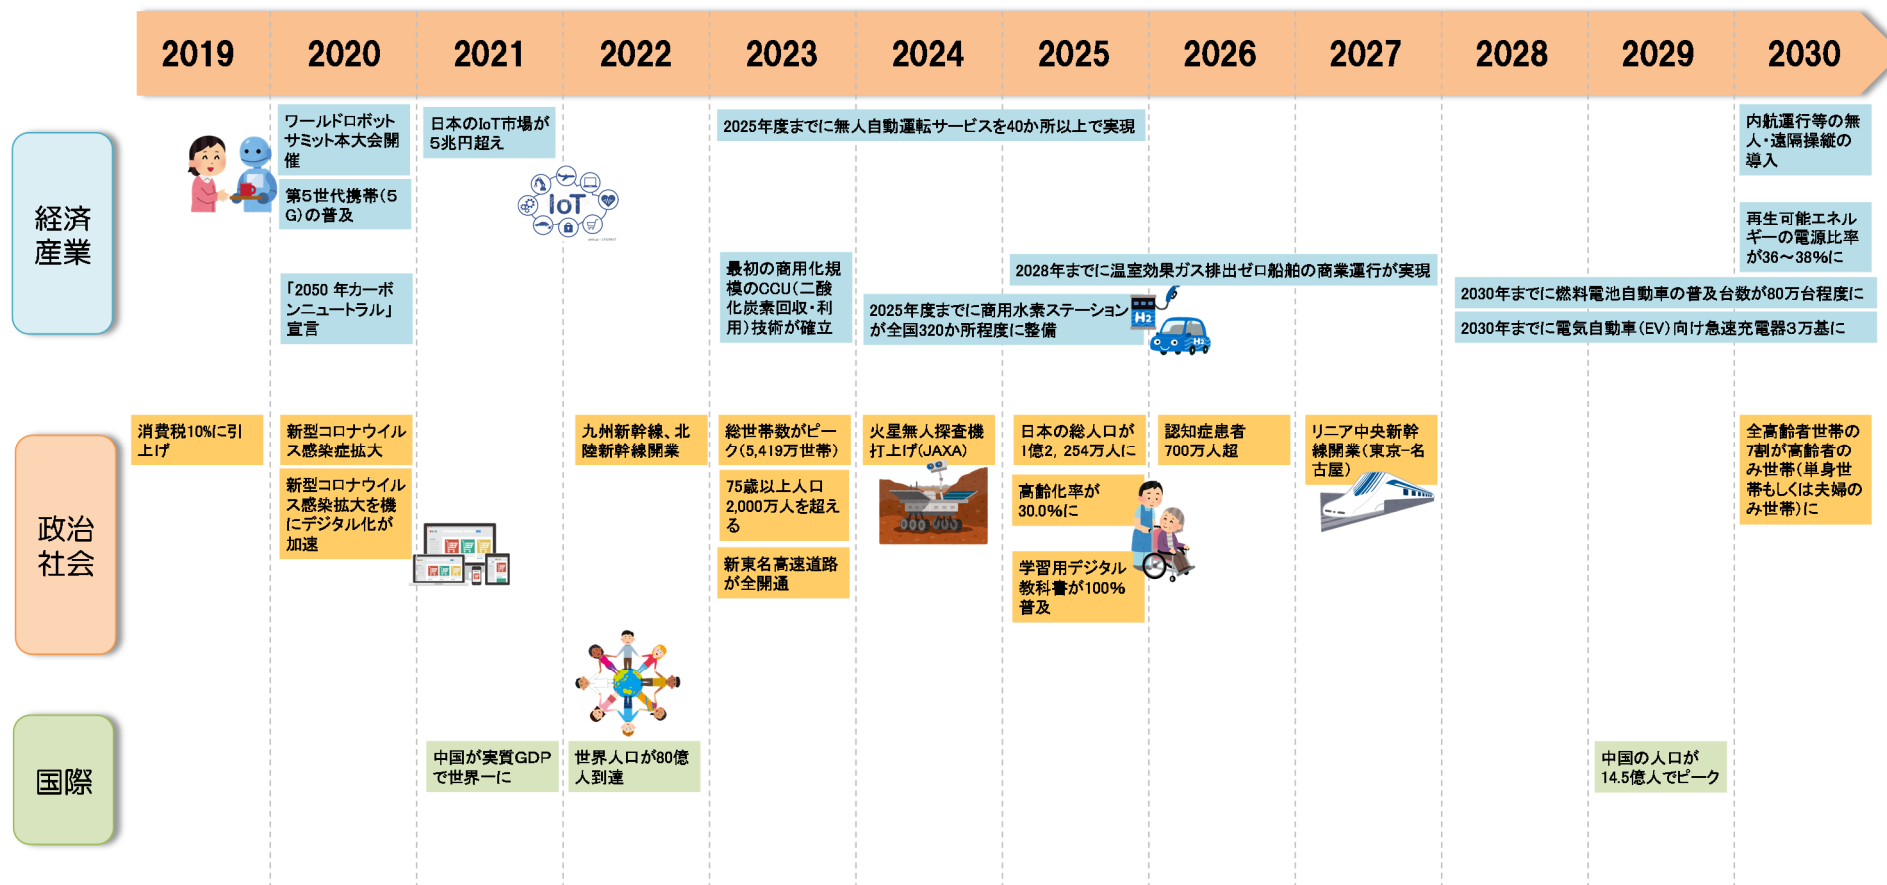 2019
2020
2021
2022
2023
2024
2025
2026
2027
2028
2029
2030
経済
産業
ワールドロボット
サミット本大会開
催
第5世代携帯(5
G)の普及
「2050 年カーボ
ンニュートラル」
宣言
日本のIoT市場が
5兆円超え
IoT
2025年度までに無人自動運転サービスを40か所以上で実現
最初の商用化規
模のCCU(二酸
化炭素回収・利
用)技術が確立
2025年度までに商用水素ステーション
が全国320か所程度に整備
H2
H2
2028年までに温室効果ガス排出ゼロ船舶の商業運行が実現
2030年までに燃料電池自動車の普及台数が80万台程度に
2030年までに電気自動車(EV)向け急速充電器3万基に
内航運行等の無
人・遠隔操縦の
導入
再生可能エネル
ギーの電源比率
が36～38%に
政治
社会
消費税10%に引
上げ
新型コロナウイル
ス感染症拡大
新型コロナウイル
ス感染拡大を機
にデジタル化が
加速
九州新幹線、北
陸新幹線開業
総世帯数がピー
ク(5,419万世帯)
75歳以上人口
2,000万人を超え
る
新東名高速道路
が全開通
火星無人探査機
打上げ(JAXA)
日本の総人口が
1億2, 254万人に
高齢化率が
30.0%に
学習用デジタル
教科書が100%
普及
認知症患者
700万人超
リニア中央新幹
線開業(東京-名
古屋)
全高齢者世帯の
7割が高齢者の
み世帯(単身世
帯もしくは夫婦の
み世帯)に
国際
中国が実質GDP
で世界一に
世界人口が80億
人到達
中国の人口が
14.5億人でピーク